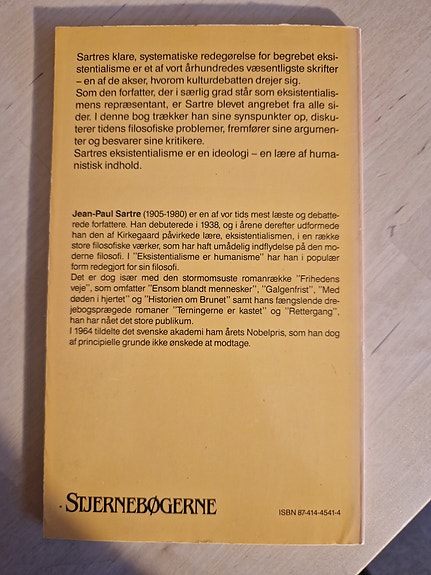 Sartres klare, systematiske redegørelse for begrebet eksi-
stentialisme er et af vort århundredes væsentligste skrifter
– en af de akser, hvorom kulturdebatten drejer sig.
Som den forfatter, der i særlig grad står som eksistentialis-
mens repræsentant, er Sartre blevet angrebet fra alle si-
der. I denne bog trækker han sine synspunkter op, disku-
terer tidens filosofiske problemer, fremfører sine argumen-
ter og besvarer sine kritikere.
Sartres eksistentialisme er en ideologi – en lære af huma-
nistisk indhold.
Jean-Paul Sartre (1905-1980) er en af vor tids mest læste og debatte-
rede forfattere. Han debuterede i 1938, og i årene derefter udformede
han den af Kirkegaard påvirkede lære, eksistentialismen, i en række
store filosofiske værker, som har haft umådelig indflydelse på den mo-
derne filosofi. I "Eksistentialisme er humanisme" har han i populær
form redegjort for sin filosofi.
Det er dog især med den stormomsuste romanrække "Frihedens
veje", som omfatter "Ensom blandt mennesker", "Galgenfrist", "Med
døden i hjertet" og "Historien om Brunet" samt hans fængslende dre-
jebogsprægede romaner "Terningerne er kastet" og "Rettergang",
han har nået det store publikum.
I 1964 tildelte det svenske akademi ham årets Nobelpris, som han dog
af principielle grunde ikke ønskede at modtage.
STJERNEBØGERNE
ISBN 87-414-4541-4